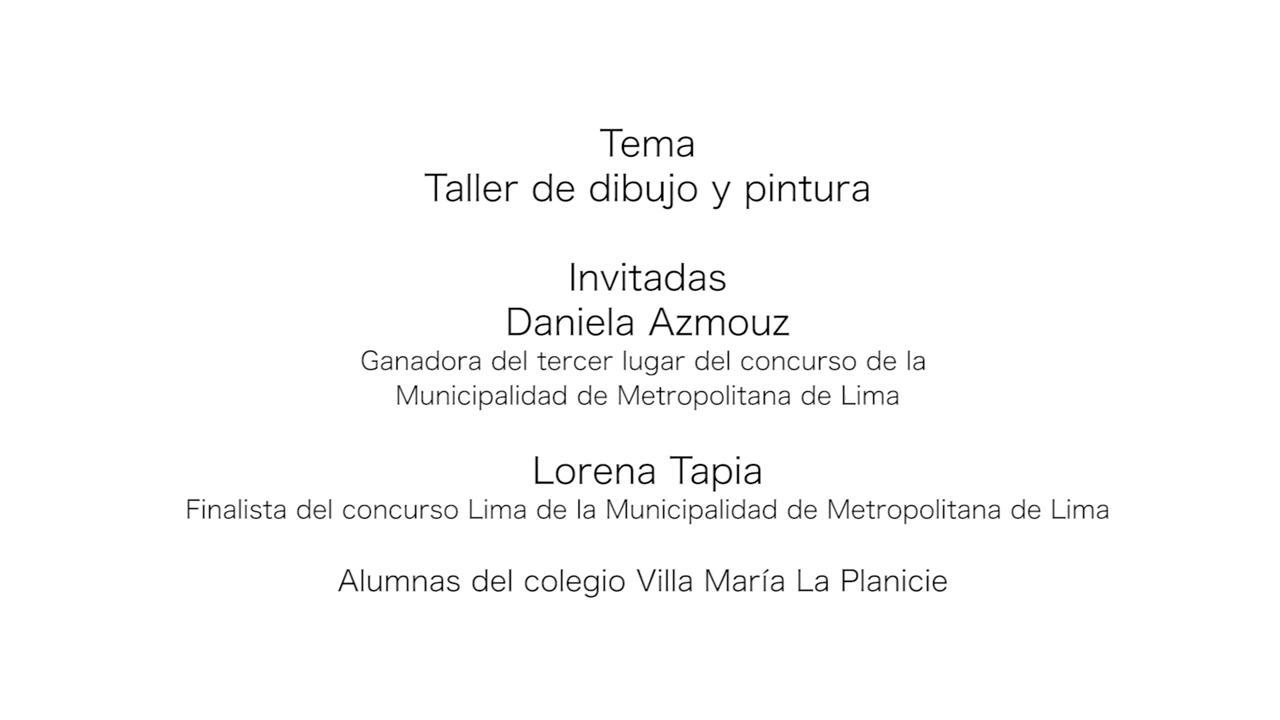 Tema
Taller de dibujo y pintura
Invitadas
Daniela Azmouz
Ganadora del tercer lugar del concurso de la
Municipalidad de Metropolitana de Lima
Lorena Tapia
Finalista del concurso Lima de la Municipalidad de Metropolitana de Lima
Alumnas del colegio Villa María La Planicie